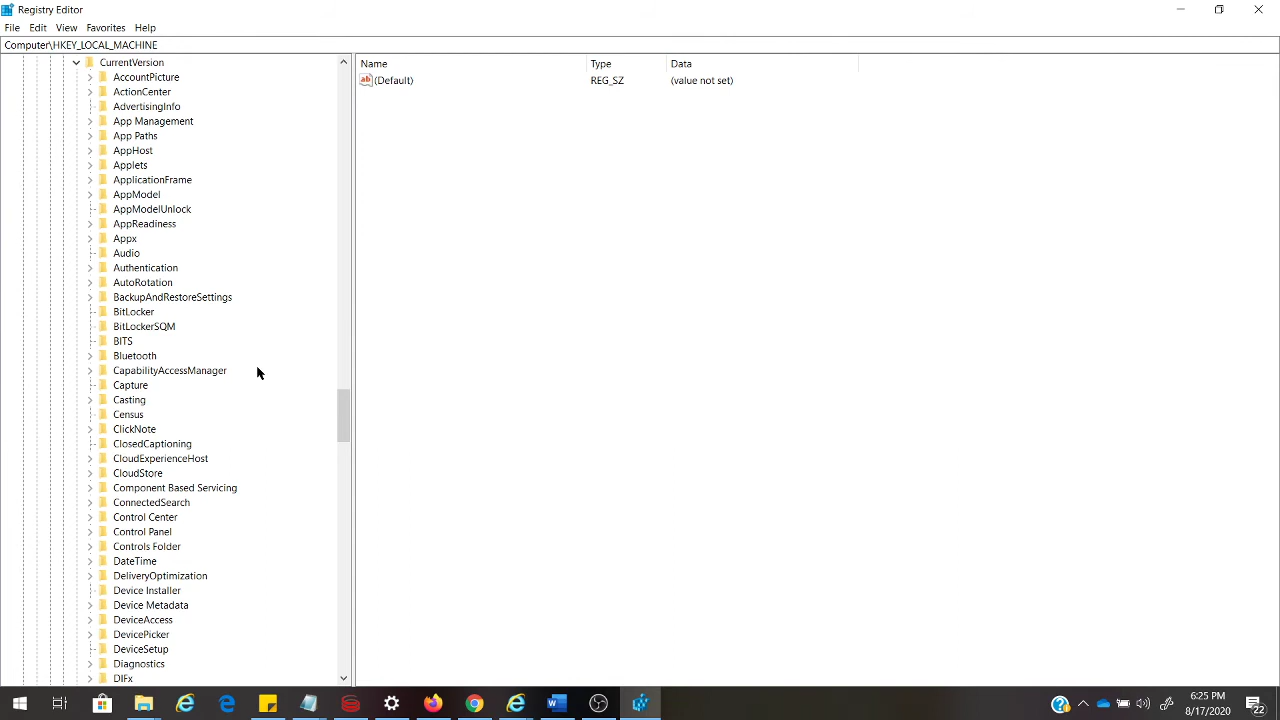 Registry Editor
File Edit View Favorites Help
Computer\HKEY_LOCAL_MACHINE
CurrentVersion
AccountPicture
ActionCenter
AdvertisingInfo
App Management
App Paths
AppHost
Applets
ApplicationFrame
AppModel
AppModelUnlock
AppReadiness
Appx
Audio
Authentication
AutoRotation
BackupAndRestoreSettings
BitLocker
BitLockerSQM
BITS
Bluetooth
CapabilityAccessManager
Capture
Casting
Census
ClickNote
ClosedCaptioning
CloudExperienceHost
CloudStore
Component Based Servicing
ConnectedSearch
Control Center
Control Panel
Controls Folder
DateTime
DeliveryOptimization
Device Installer
Device Metadata
DeviceAccess
DevicePicker
DeviceSetup
Diagnostics
DIFx
Name Type Data
ab (Default) REG_SZ (value not set)
6:25 PM
8/17/2020
22